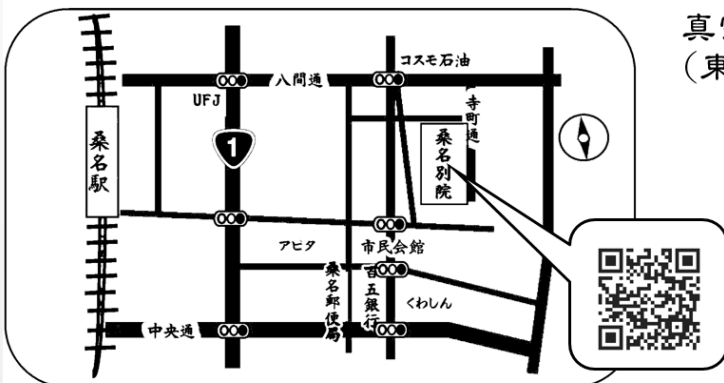 コスモ石油
八間通
UFJ
寺町通
桑名別院
1
桑名駅
アピタ
市民会館
桑名郵便局
百五銀行
くわしん
中央通
真
（東